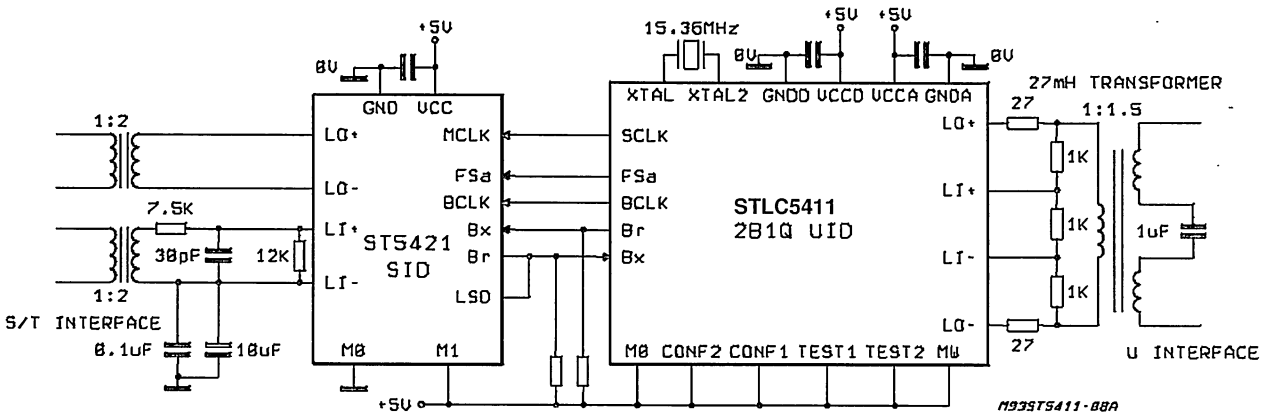 +5V
15.36MHz
+5V
+5V
0V
0V
0V
27mH TRANSFORMER
GND VCC
XTAL XTAL2 GNDD VCCD VCCA GNDA
27
1:1.5
1:2
LO+
MCLK
SCLK
LO+
1K
FSa
FSa
LO-
BCLK
BCLK
LI+
7.5K
STLC5411
LI+
Bx
Br
2B1Q UID
1K
1uF
30pF
12K
ST5421
SID
Br
Bx
LI-
LI-
1:2
LSD
1K
S/T INTERFACE
LO-
0.1uF
10uF
M0
M1
M0 CONF2 CONF1 TEST1 TEST2 MW
27
U INTERFACE
+5V
M93ST5411-08A